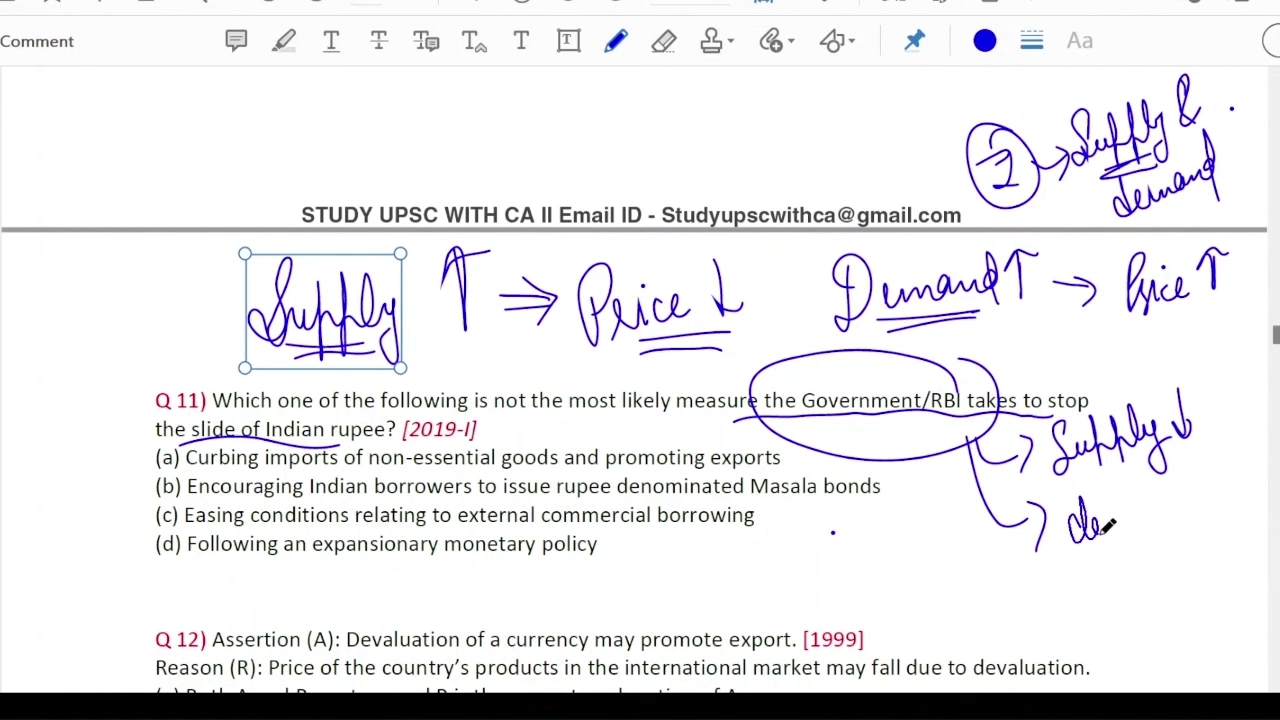 Comment
Aa
₹ → Supply &
demand
STUDY UPSC WITH CA II Email ID - Studyupscwithca@gmail.com
Supply ↑ ⇒ Price ↓ Demand ↑ → Price ↑
Q 11) Which one of the following is not the most likely measure the Government/RBI takes to stop
the slide of Indian rupee? [2019-I]
→ Supply ↓
(a) Curbing imports of non-essential goods and promoting exports
(b) Encouraging Indian borrowers to issue rupee denominated Masala bonds
(c) Easing conditions relating to external commercial borrowing
→ de
(d) Following an expansionary monetary policy
Q 12) Assertion (A): Devaluation of a currency may promote export. [1999]
Reason (R): Price of the country's products in the international market may fall due to devaluation.